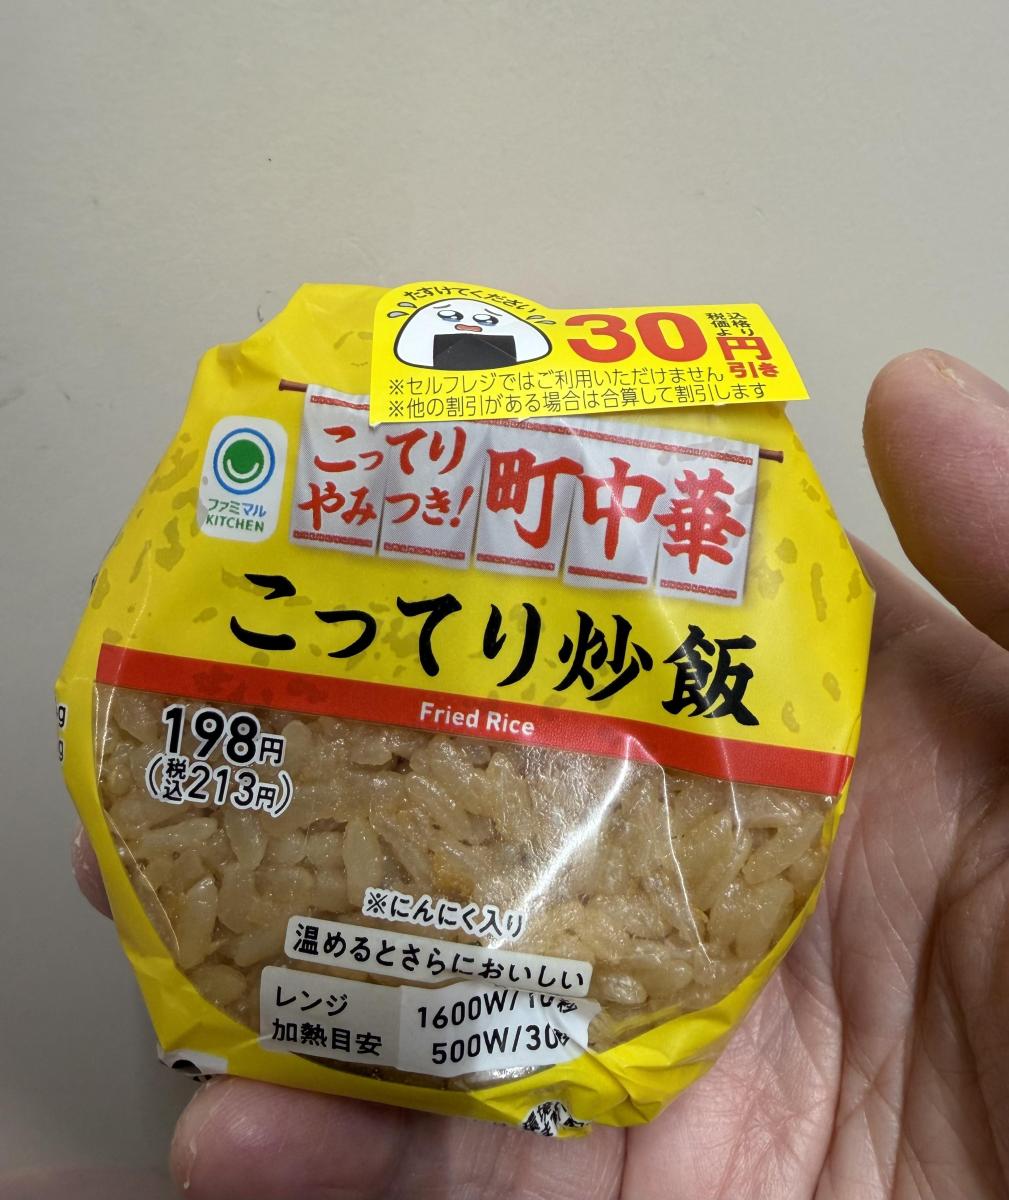 たすけてください
30円引き
税込価格より
※セルフレジではご利用いただけません
※他の割引がある場合は合算して割引します
ファミマル
KITCHEN
こってり
やみつき!
町中華
こってり炒飯
Fried Rice
198円
(税込213円)
※にんにく入り
温めるとさらにおいしい
レンジ
加熱目安
1600W/10秒
500W/30秒